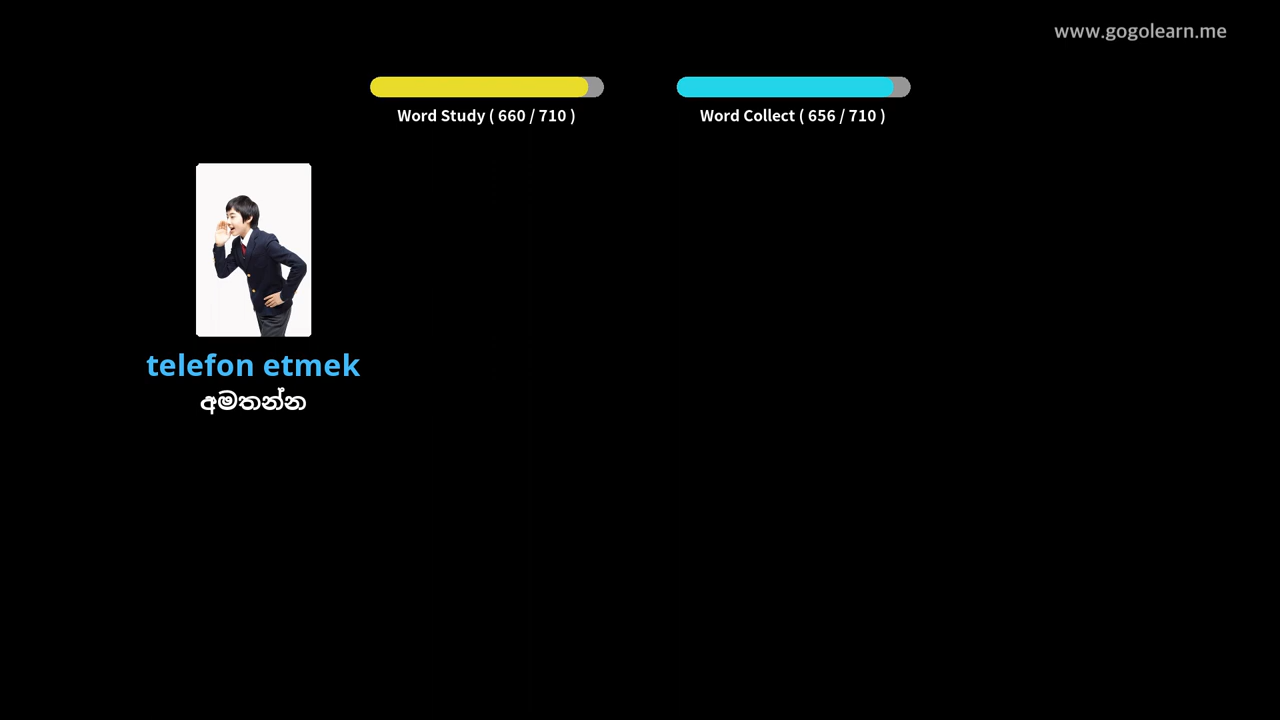 www.gogolearn.me
Word Study ( 660 / 710 )
Word Collect ( 656 / 710 )
telefon etmek
අමතන්න